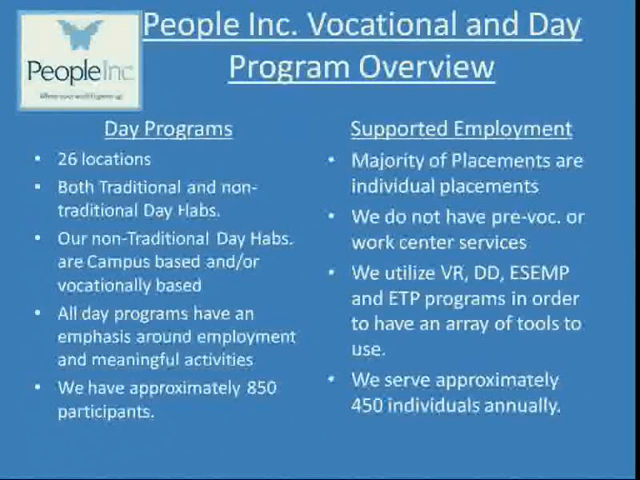 People Inc. Vocational and Day
Program Overview
PeopleInc
Day Programs
• 26 locations
• Both Traditional and non-
traditional Day Habs.
• Our non-Traditional Day Habs.
are Campus based and/or
vocationally based
• All day programs have an
emphasis around employment
and meaningful activities
• We have approximately 850
participants.
Supported Employment
• Majority of Placements are
individual placements
• We do not have pre-voc. or
work center services
• We utilize VR, DD, ESEMP
and ETP programs in order
to have an array of tools to
use.
• We serve approximately
450 individuals annually.